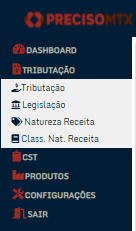 PRECISOMTX
DASHBOARD
TRIBUTAÇÃO
Tributação
Legislação
Natureza Receita
Class. Nat. Receita
CST
PRODUTOS
CONFIGURAÇÕES
SAIR